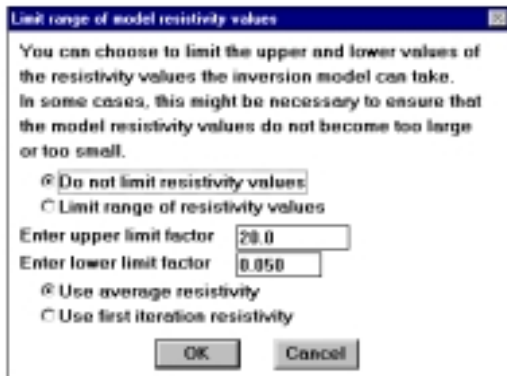 Limit range of model resistivity values
You can choose to limit the upper and lower values of
the resistivity values the inversion model can take.
In some cases, this might be necessary to ensure that
the model resistivity values do not become too large
or too small.
Do not limit resistivity values
Limit range of resistivity values
Enter upper limit factor 20.0
Enter lower limit factor 0.050
Use average resistivity
Use first iteration resistivity
OK Cancel